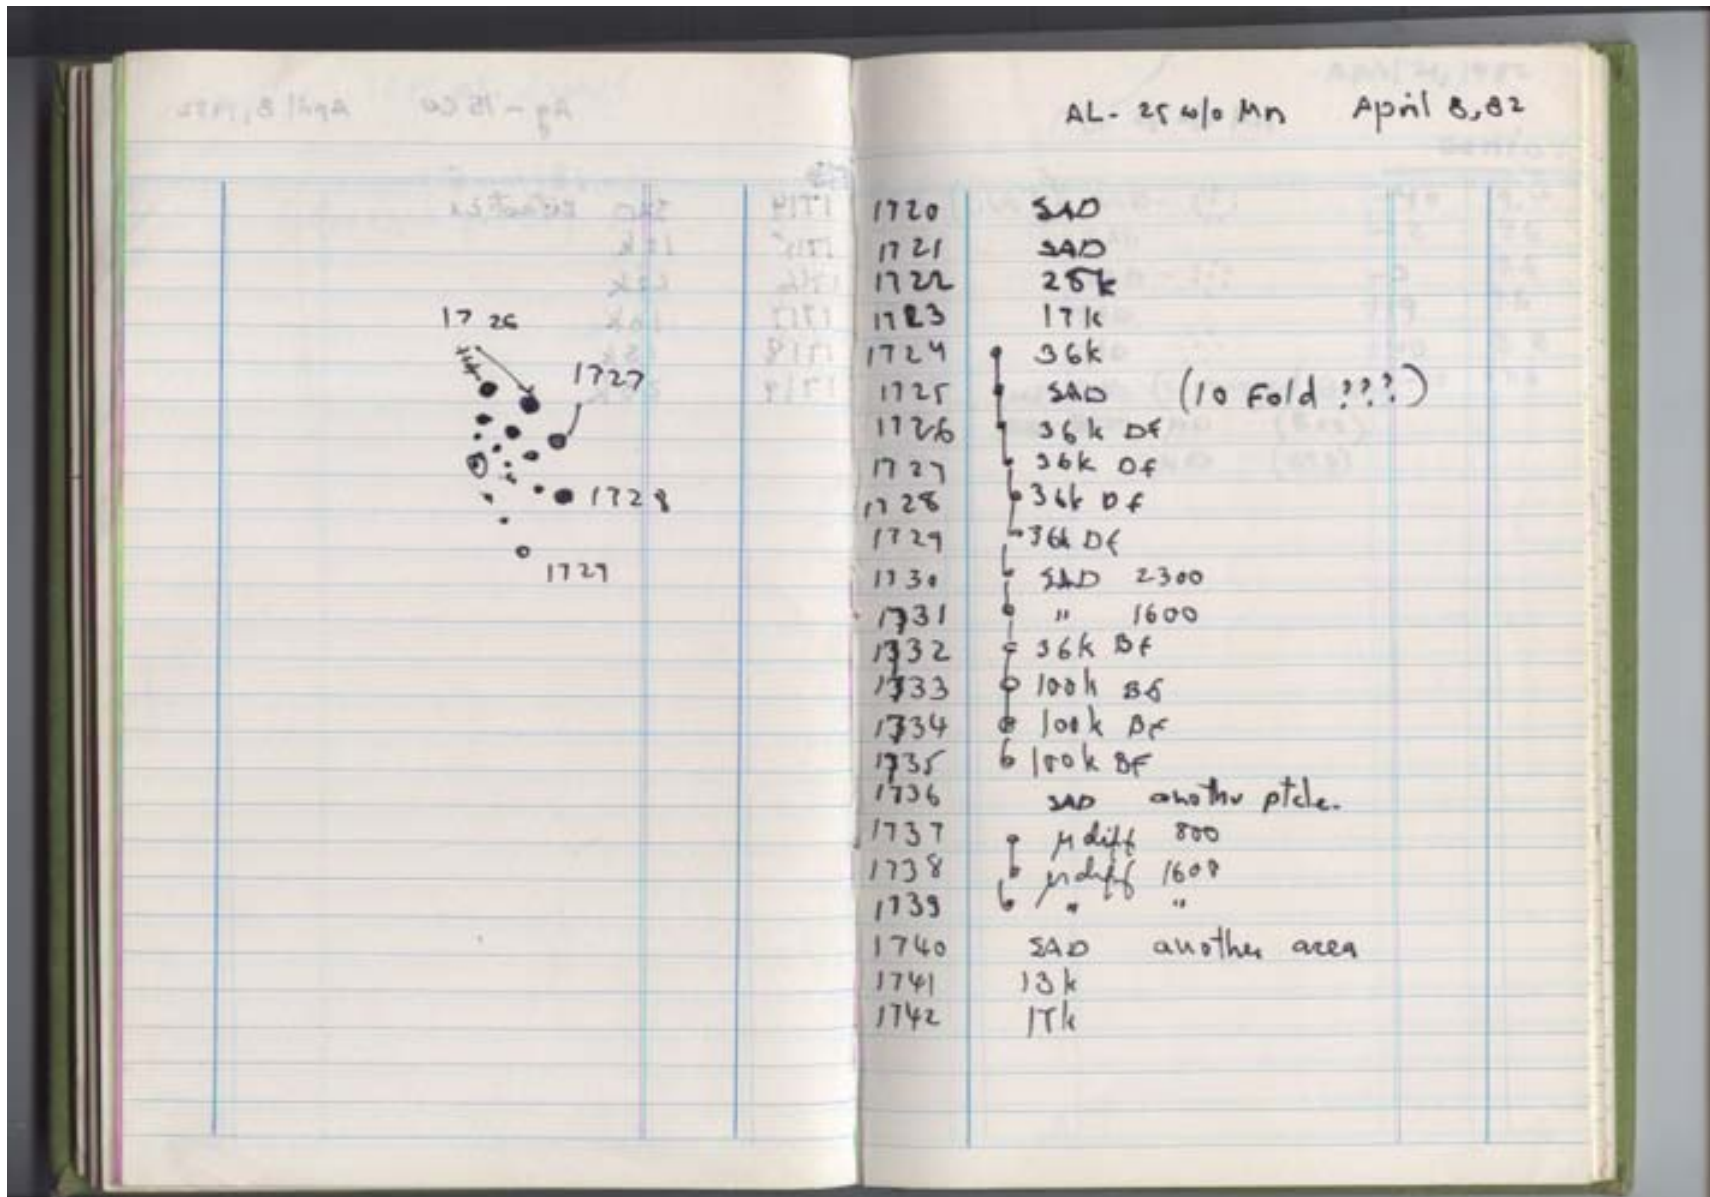 1726
1727
1728
1729
AL - 25 w/o Mn April 8, 82
1720 SAD
1721 SAD
1722 25k
1723 17k
1724 36k
1725 SAD (10 Fold ???)
1726 36k DF
1727 36k DF
1728 36k DF
1729 36k DF
1730 SAD 2300
1731 " 1600
1732 36k BF
1733 100k BF
1734 100k BF
1735 100k BF
1736 SAD another ptcle.
1737 μ diff 800
1738 μ diff 1600
1739 " "
1740 SAD another area
1741 13k
1742 17k